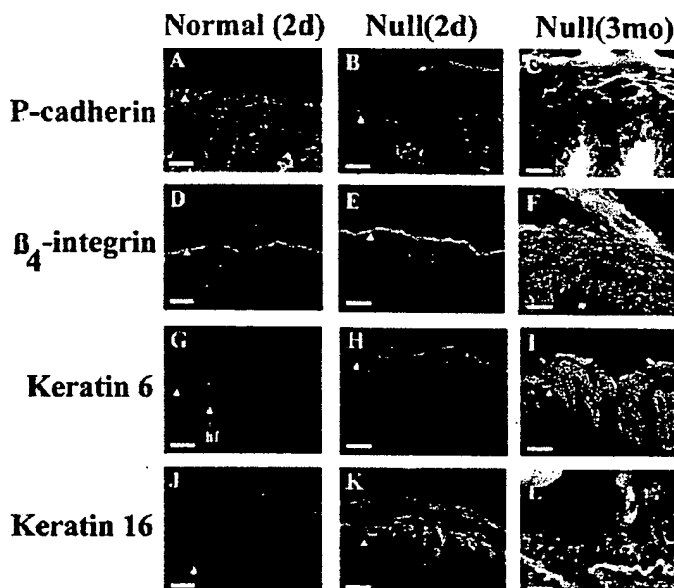 Normal (2d) Null(2d) Null(3mo)
P-cadherin
A B C
ß4-integrin
D E F
Keratin 6
G H I
hf
Keratin 16
J K L